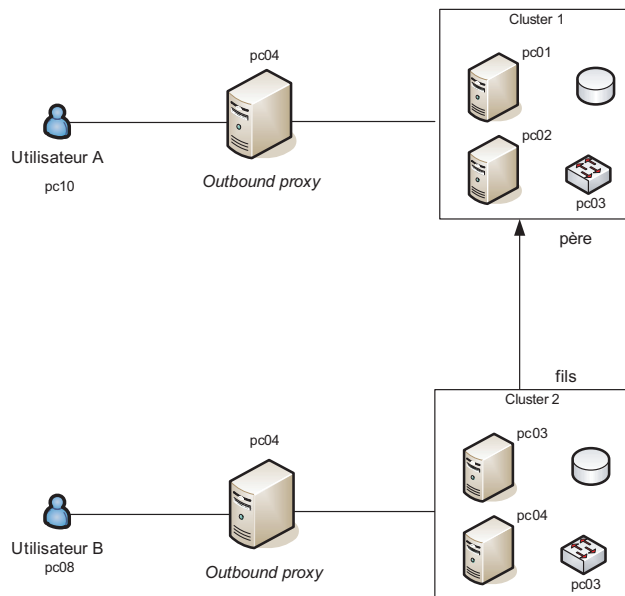 Cluster 1
pc01
pc04
pc02
Utilisateur A
pc10
Outbound proxy
pc03
père
fils
Cluster 2
pc03
pc04
pc04
Utilisateur B
pc08
Outbound proxy
pc03